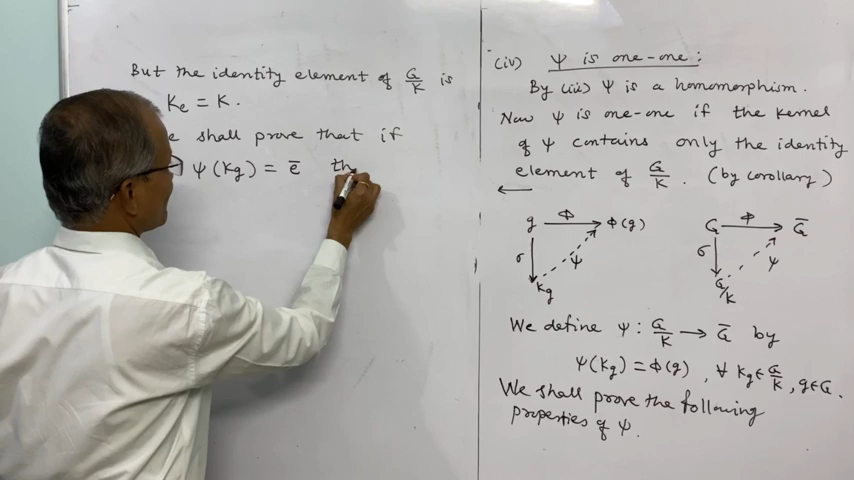 But the identity element of G/K is
Ke = K.
shall prove that if
ψ(Kg) = ē th
(iv) ψ is one-one:
By (iii) ψ is a homomorphism.
Now ψ is one-one if the kernel
of ψ contains only the identity
element of G/K. (by corollary)
g ϕ ϕ(g)
σ ψ
Kg
G ϕ Ḡ
σ ψ
G/K
We define ψ: G/K → Ḡ by
ψ(Kg) = ϕ(g), ∀ Kg ∈ G/K, g ∈ G.
We shall prove the following
properties of ψ.